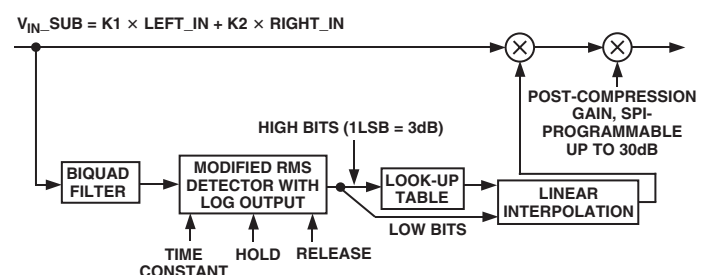 VIN_SUB = K1 × LEFT_IN + K2 × RIGHT_IN
POST-COMPRESSION
GAIN, SPI-
PROGRAMMABLE
UP TO 30dB
HIGH BITS (1LSB = 3dB)
BIQUAD
FILTER
MODIFIED RMS
DETECTOR WITH
LOG OUTPUT
LOOK-UP
TABLE
LINEAR
INTERPOLATION
LOW BITS
TIME
CONSTANT
HOLD
RELEASE